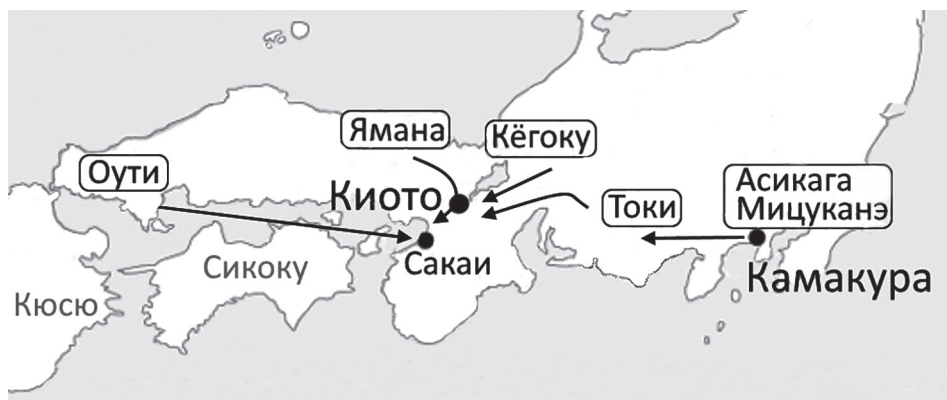 Ямана
Кёгоку
Оути
Киото
Токи
Асикага
Мицуканэ
Сакаи
Сикоку
Камакура
Кюсю